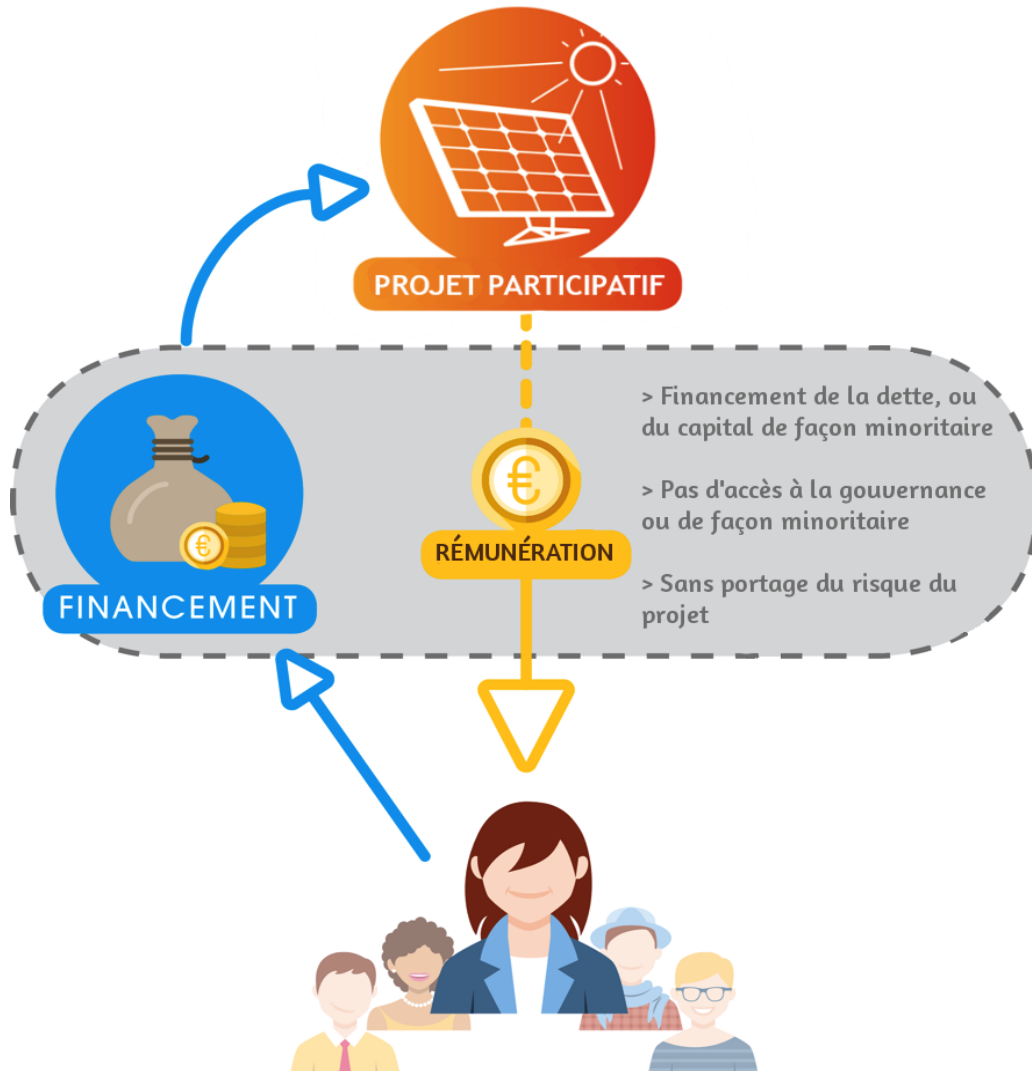 PROJET PARTICIPATIF
> Financement de la dette, ou
du capital de façon minoritaire
> Pas d'accès à la gouvernance
ou de façon minoritaire
> Sans portage du risque du
projet
€
€
RÉMUNÉRATION
FINANCEMENT